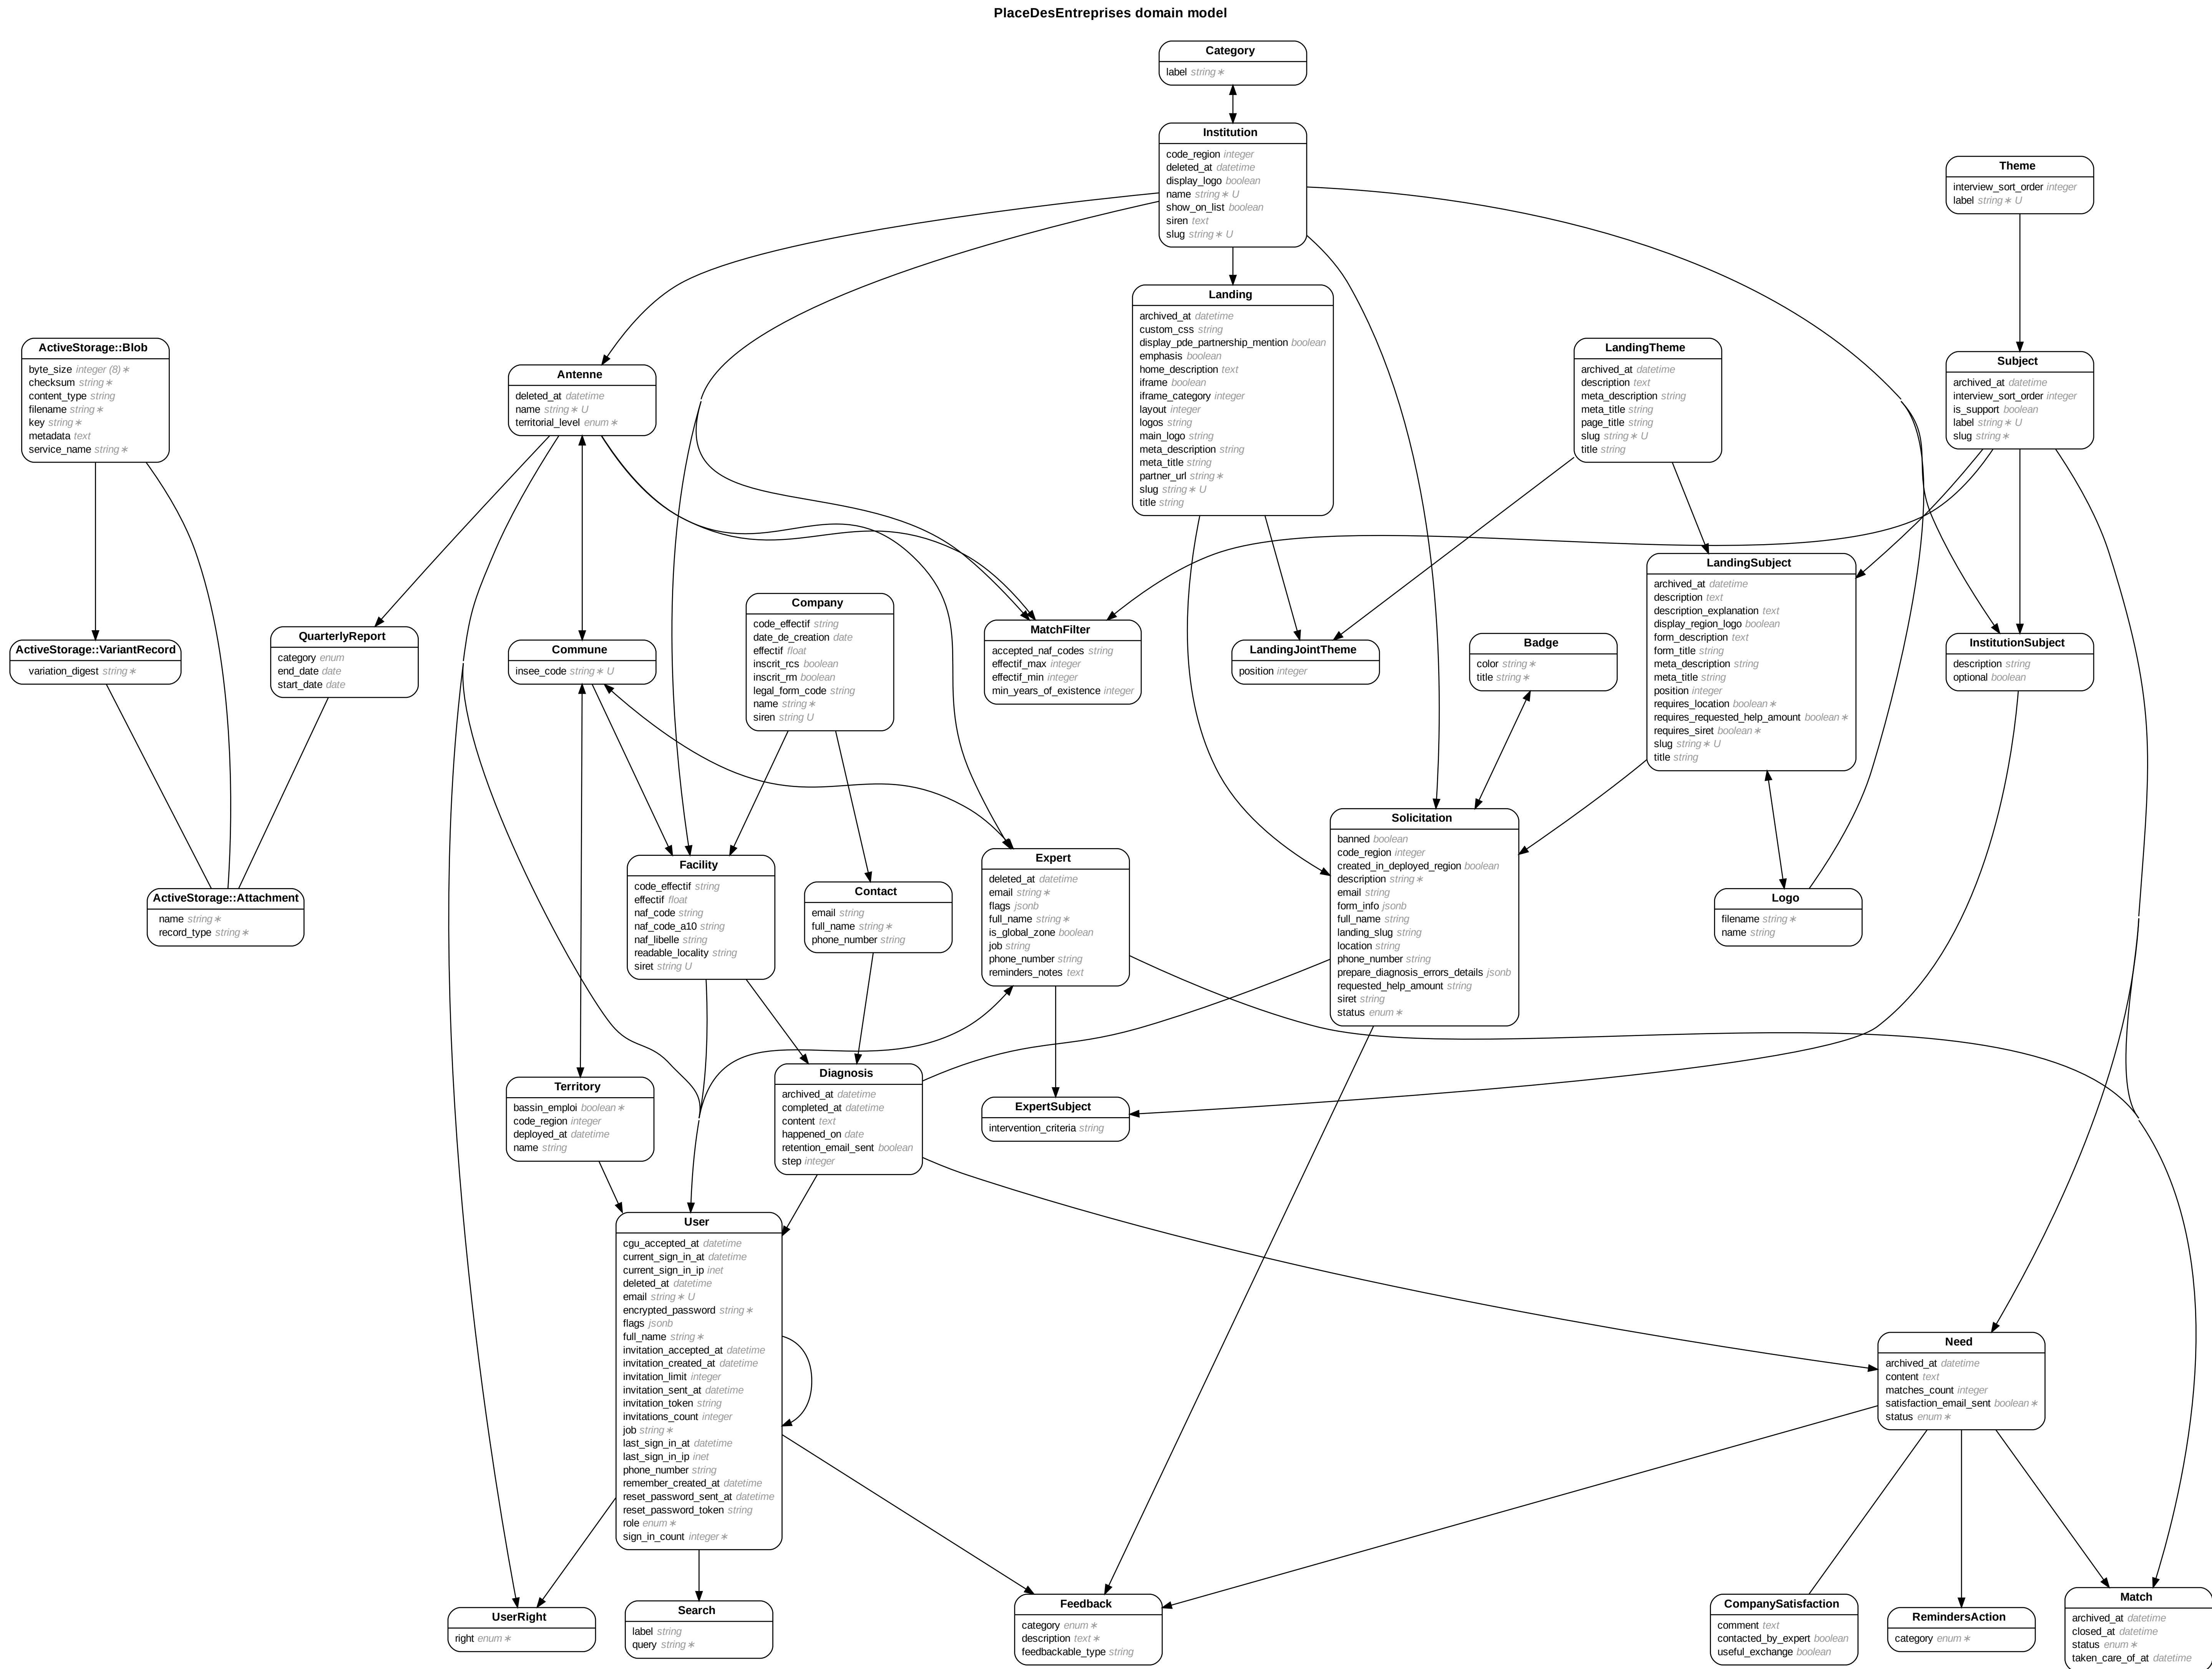 PlaceDesEntreprises domain model
Category
label string∗
Institution
code_region integer
deleted_at datetime
display_logo boolean
name string∗ U
show_on_list boolean
siren text
slug string∗ U
Theme
interview_sort_order integer
label string∗ U
Landing
archived_at datetime
custom_css string
display_pde_partnership_mention boolean
emphasis boolean
home_description text
iframe boolean
iframe_category integer
layout integer
logos string
main_logo string
meta_description string
meta_title string
partner_url string∗
slug string∗ U
title string
ActiveStorage::Blob
byte_size integer (8)∗
checksum string∗
content_type string
filename string∗
key string∗
metadata text
service_name string∗
Antenne
deleted_at datetime
name string∗ U
territorial_level enum∗
LandingTheme
archived_at datetime
description text
meta_description string
meta_title string
page_title string
slug string∗ U
title string
Subject
archived_at datetime
interview_sort_order integer
is_support boolean
label string∗ U
slug string∗
LandingSubject
archived_at datetime
description text
description_explanation text
display_region_logo boolean
form_description text
form_title string
meta_description string
meta_title string
position integer
requires_location boolean∗
requires_requested_help_amount boolean∗
requires_siret boolean∗
slug string∗ U
title string
ActiveStorage::VariantRecord
variation_digest string∗
QuarterlyReport
category enum
end_date date
start_date date
Commune
insee_code string∗ U
Company
code_effectif string
date_de_creation date
effectif float
inscrit_rcs boolean
inscrit_rm boolean
legal_form_code string
name string∗
siren string U
MatchFilter
accepted_naf_codes string
effectif_max integer
effectif_min integer
min_years_of_existence integer
LandingJointTheme
position integer
Badge
color string∗
title string∗
InstitutionSubject
description string
optional boolean
ActiveStorage::Attachment
name string∗
record_type string∗
Facility
code_effectif string
effectif float
naf_code string
naf_code_a10 string
naf_libelle string
readable_locality string
siret string U
Contact
email string
full_name string∗
phone_number string
Expert
deleted_at datetime
email string∗
flags jsonb
full_name string∗
is_global_zone boolean
job string
phone_number string
reminders_notes text
Solicitation
banned boolean
code_region integer
created_in_deployed_region boolean
description string∗
email string
form_info jsonb
full_name string
landing_slug string
location string
phone_number string
prepare_diagnosis_errors_details jsonb
requested_help_amount string
siret string
status enum∗
Logo
filename string∗
name string
Territory
bassin_emploi boolean∗
code_region integer
deployed_at datetime
name string
Diagnosis
archived_at datetime
completed_at datetime
content text
happened_on date
retention_email_sent boolean
step integer
ExpertSubject
intervention_criteria string
User
cgu_accepted_at datetime
current_sign_in_at datetime
current_sign_in_ip inet
deleted_at datetime
email string∗ U
encrypted_password string∗
flags jsonb
full_name string∗
invitation_accepted_at datetime
invitation_created_at datetime
invitation_limit integer
invitation_sent_at datetime
invitation_token string
invitations_count integer
job string∗
last_sign_in_at datetime
last_sign_in_ip inet
phone_number string
remember_created_at datetime
reset_password_sent_at datetime
reset_password_token string
role enum∗
sign_in_count integer∗
Need
archived_at datetime
content text
matches_count integer
satisfaction_email_sent boolean∗
status enum∗
UserRight
right enum∗
Search
label string
query string∗
Feedback
category enum∗
description text∗
feedbackable_type string
CompanySatisfaction
comment text
contacted_by_expert boolean
useful_exchange boolean
RemindersAction
category enum∗
Match
archived_at datetime
closed_at datetime
status enum∗
taken_care_of_at datetime